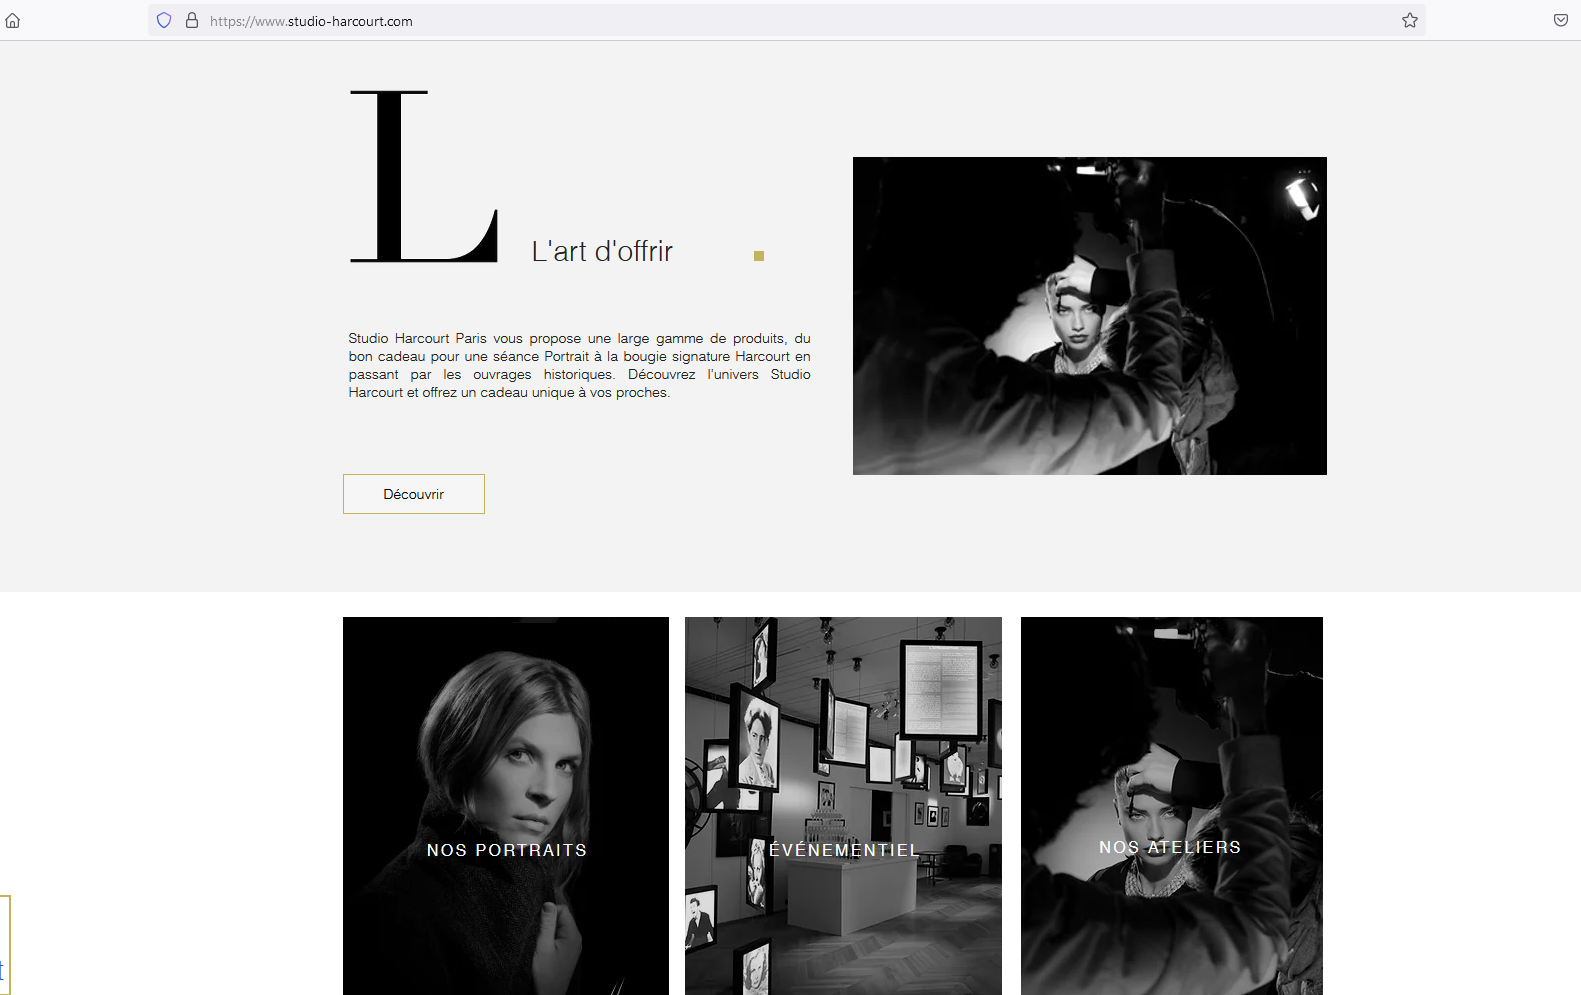 https://www.studio-harcourt.com
L
L'art d'offrir
Studio Harcourt Paris vous propose une large gamme de produits, du
bon cadeau pour une séance Portrait à la bougie signature Harcourt en
passant par les ouvrages historiques. Découvrez l'univers Studio
Harcourt et offrez un cadeau unique à vos proches.
Découvrir
NOS PORTRAITS
ÉVÉNEMENTIEL
NOS ATELIERS
t